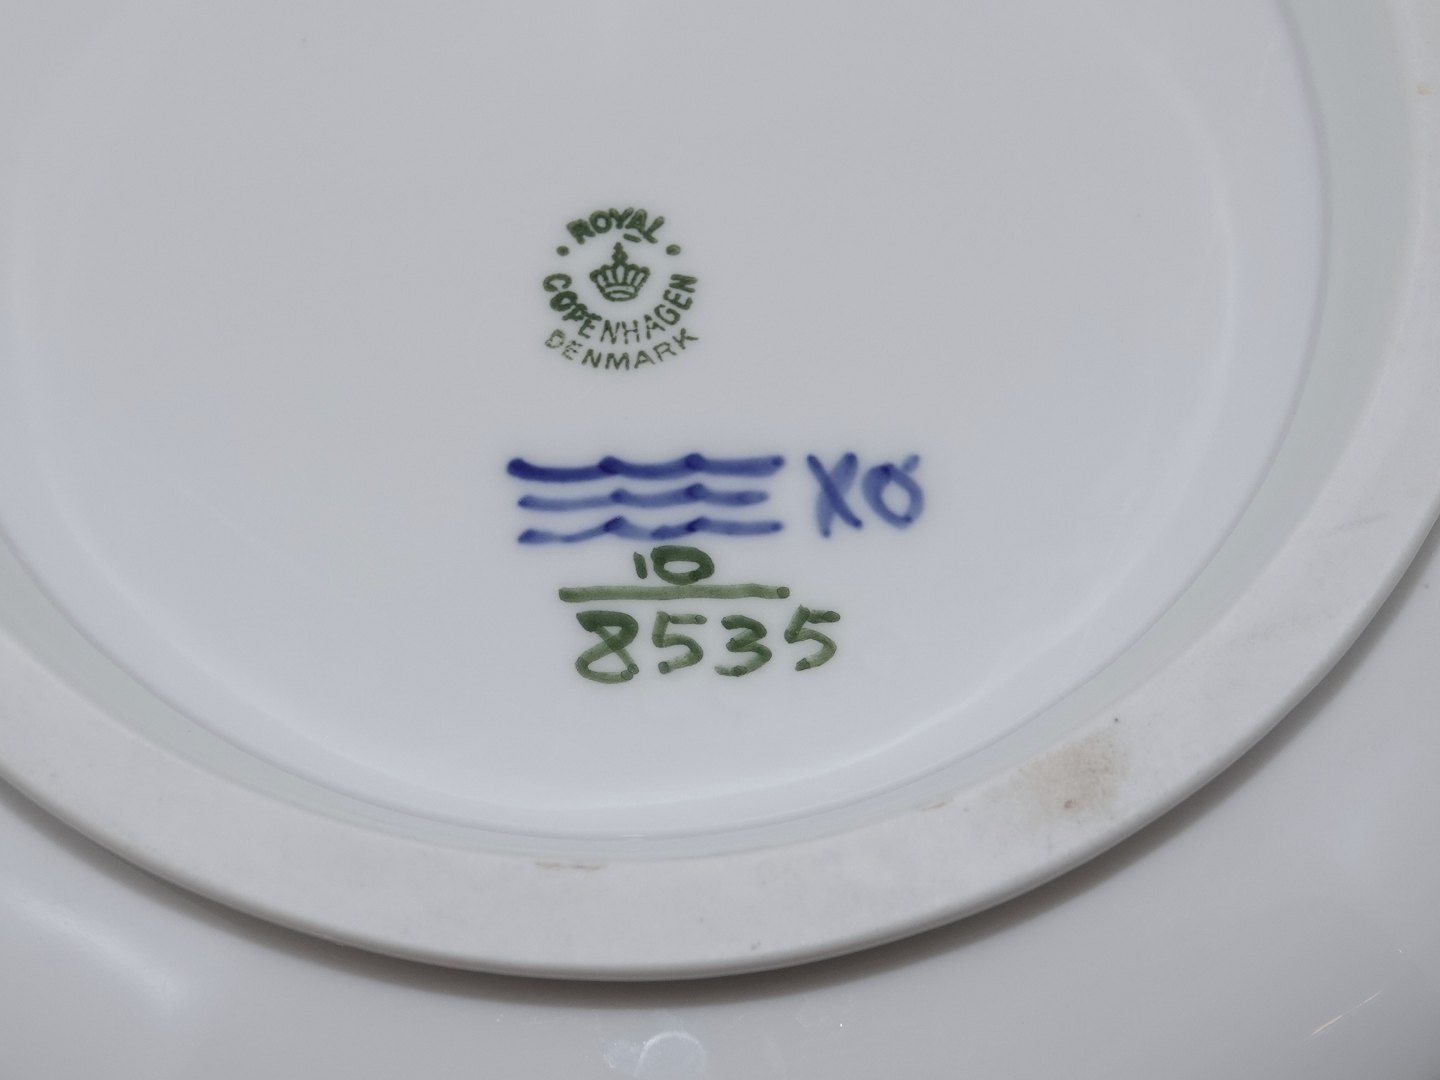 ROYAL
COPENHAGEN
DENMARK
XO
10
8535